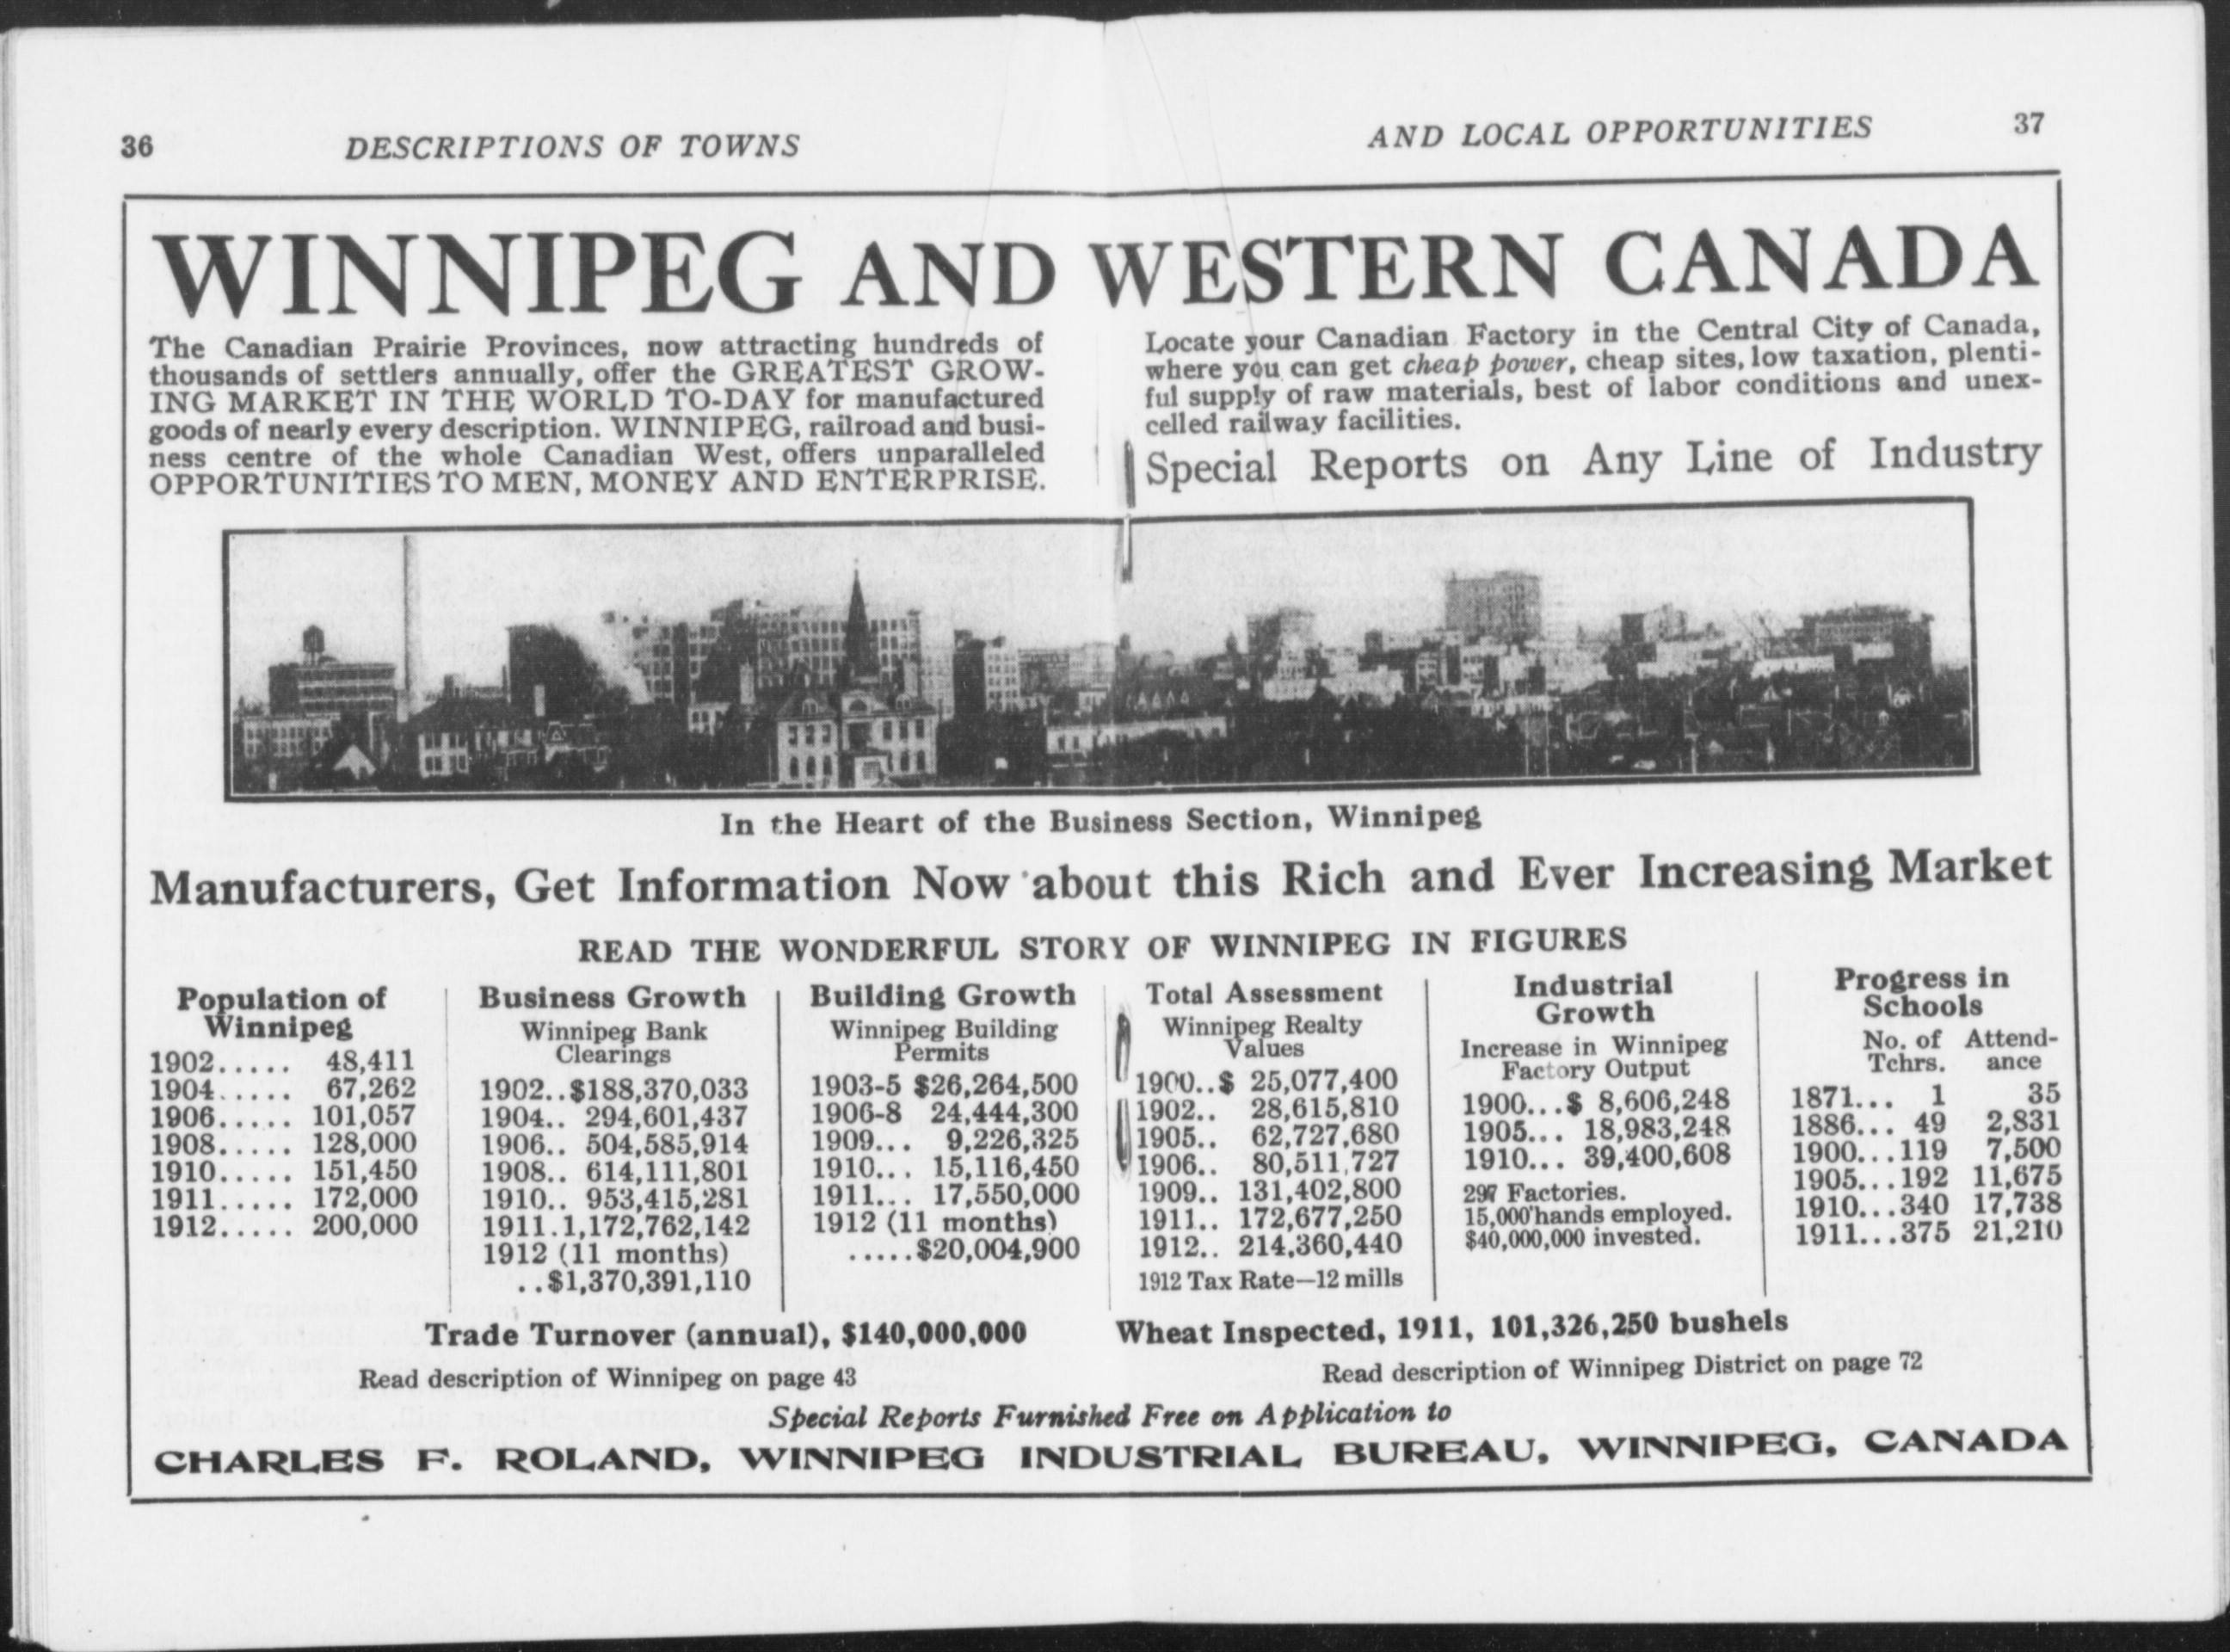 36
DESCRIPTIONS OF TOWNS
AND LOCAL OPPORTUNITIES
37
WINNIPEG AND WESTERN CANADA
The Canadian Prairie Provinces, now attracting hundreds of
thousands of settlers annually, offer the GREATEST GROW-
ING MARKET IN THE WORLD TO-DAY for manufactured
goods of nearly every description. WINNIPEG, railroad and busi-
ness centre of the whole Canadian West, offers unparalleled
OPPORTUNITIES TO MEN, MONEY AND ENTERPRISE.
Locate your Canadian Factory in the Central City of Canada,
where you can get cheap power, cheap sites, low taxation, plenti-
ful supply of raw materials, best of labor conditions and unex-
celled railway facilities.
Special Reports on Any Line of Industry
In the Heart of the Business Section, Winnipeg
Manufacturers, Get Information Now about this Rich and Ever Increasing Market
READ THE WONDERFUL STORY OF WINNIPEG IN FIGURES
Population of
Winnipeg
1902..... 48,411
1904..... 67,262
1906..... 101,057
1908..... 128,000
1910..... 151,450
1911..... 172,000
1912..... 200,000
Business Growth
Winnipeg Bank
Clearings
1902..$188,370,033
1904.. 294,601,437
1906.. 504,585,914
1908.. 614,111,801
1910.. 953,415,281
1911.1,172,762,142
1912 (11 months)
..$1,370,391,110
Building Growth
Winnipeg Building
Permits
1903-5 $26,264,500
1906-8 24,444,300
1909... 9,226,325
1910... 15,116,450
1911... 17,550,000
1912 (11 months)
.....$20,004,900
Total Assessment
Winnipeg Realty
Values
1900..$ 25,077,400
1902.. 28,615,810
1905.. 62,727,680
1906.. 80,511,727
1909.. 131,402,800
1911.. 172,677,250
1912.. 214,360,440
1912 Tax Rate—12 mills
Industrial
Growth
Increase in Winnipeg
Factory Output
1900...$ 8,606,248
1905... 18,983,248
1910... 39,400,608
297 Factories.
15,000 hands employed.
$40,000,000 invested.
Progress in
Schools
No. of Attend-
Tchrs. ance
1871... 1 35
1886... 49 2,831
1900...119 7,500
1905...192 11,675
1910...340 17,738
1911...375 21,210
Trade Turnover (annual), $140,000,000
Wheat Inspected, 1911, 101,326,250 bushels
Read description of Winnipeg on page 43
Read description of Winnipeg District on page 72
Special Reports Furnished Free on Application to
CHARLES F. ROLAND, WINNIPEG INDUSTRIAL BUREAU, WINNIPEG, CANADA